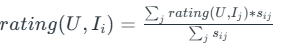 rating(U, I_i) = \frac{\sum_j rating(U, I_j) * s_{ij}}{\sum_j s_{ij}}